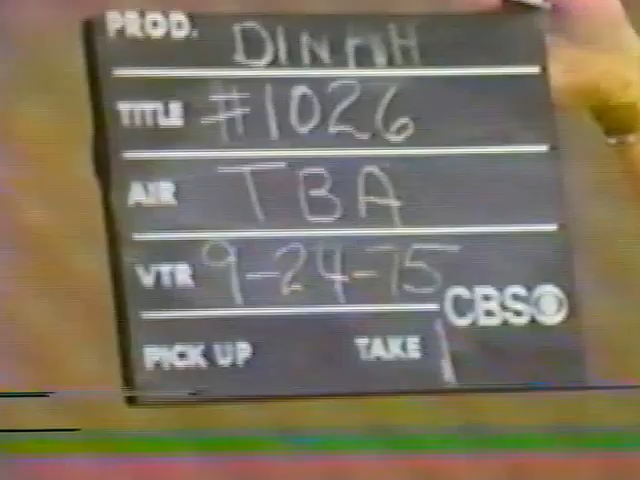 PROD. DINAH
TITLE #1026
AIR TBA
VTR 9-24-75
CBS
PICK UP TAKE 1